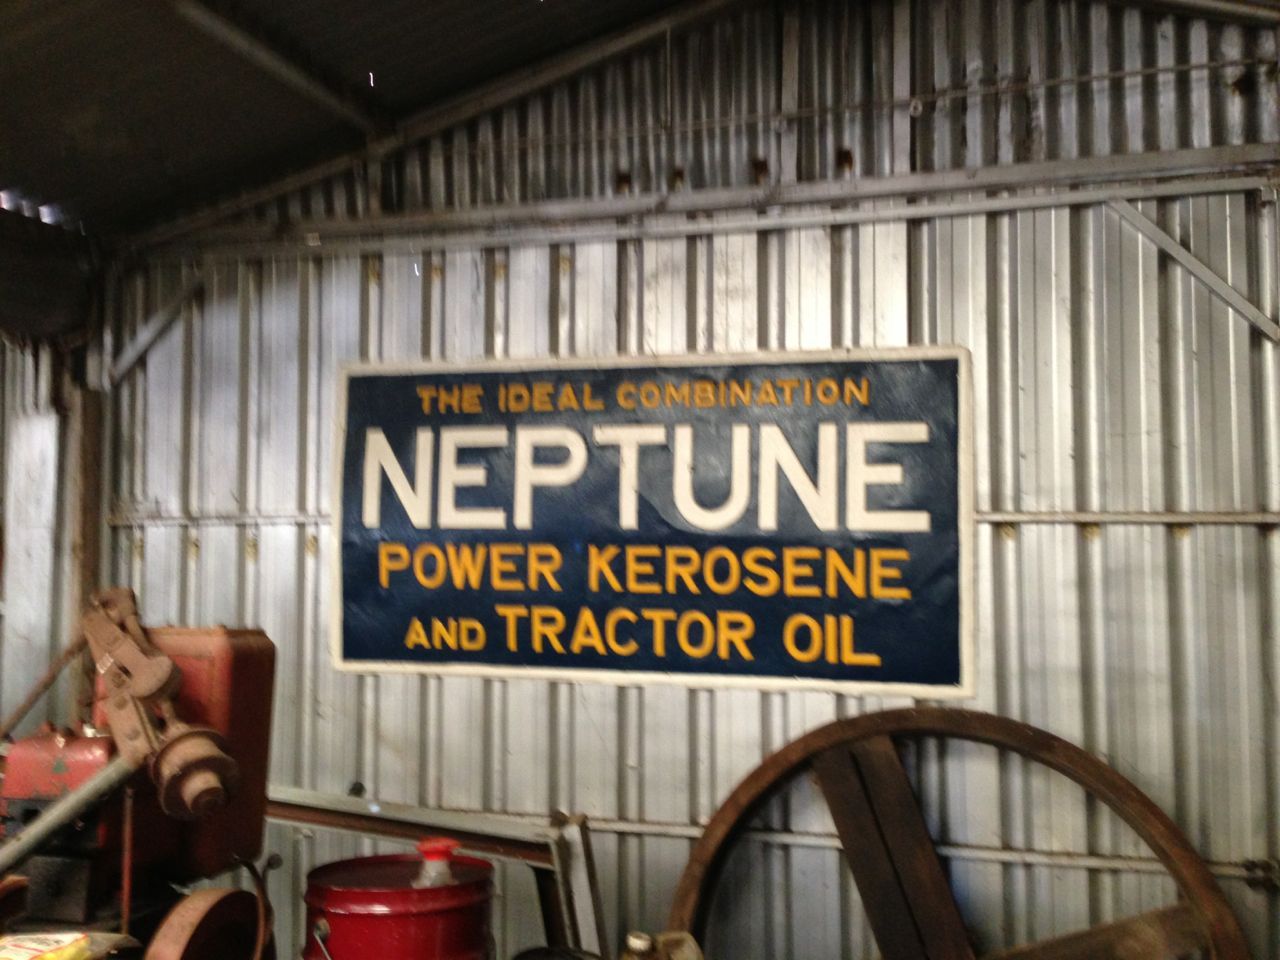 THE IDEAL COMBINATION
NEPTUNE
POWER KEROSENE
AND TRACTOR OIL